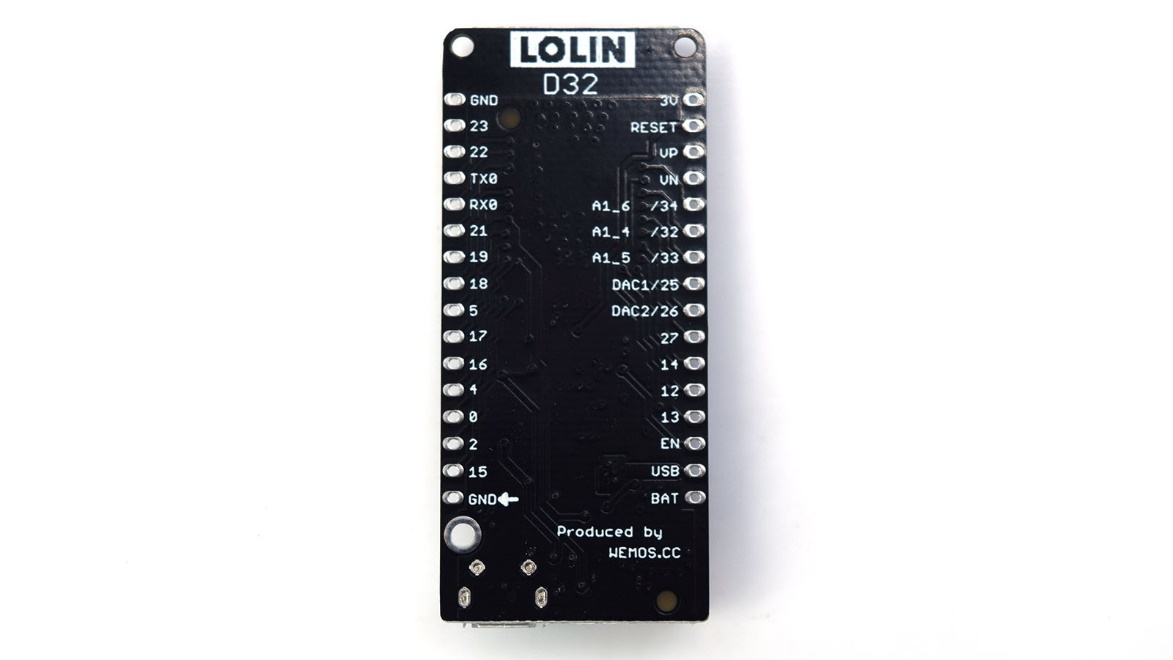 LOLIN
D32
GND 3V
23 RESET
22 VP
TX0 VN
RX0 A1_6 /34
21 A1_4 /32
19 A1_5 /33
18 DAC1/25
5 DAC2/26
17 27
16 14
4 12
0 13
2 EN
15 USB
GND BAT
Produced by
WEMOS.CC